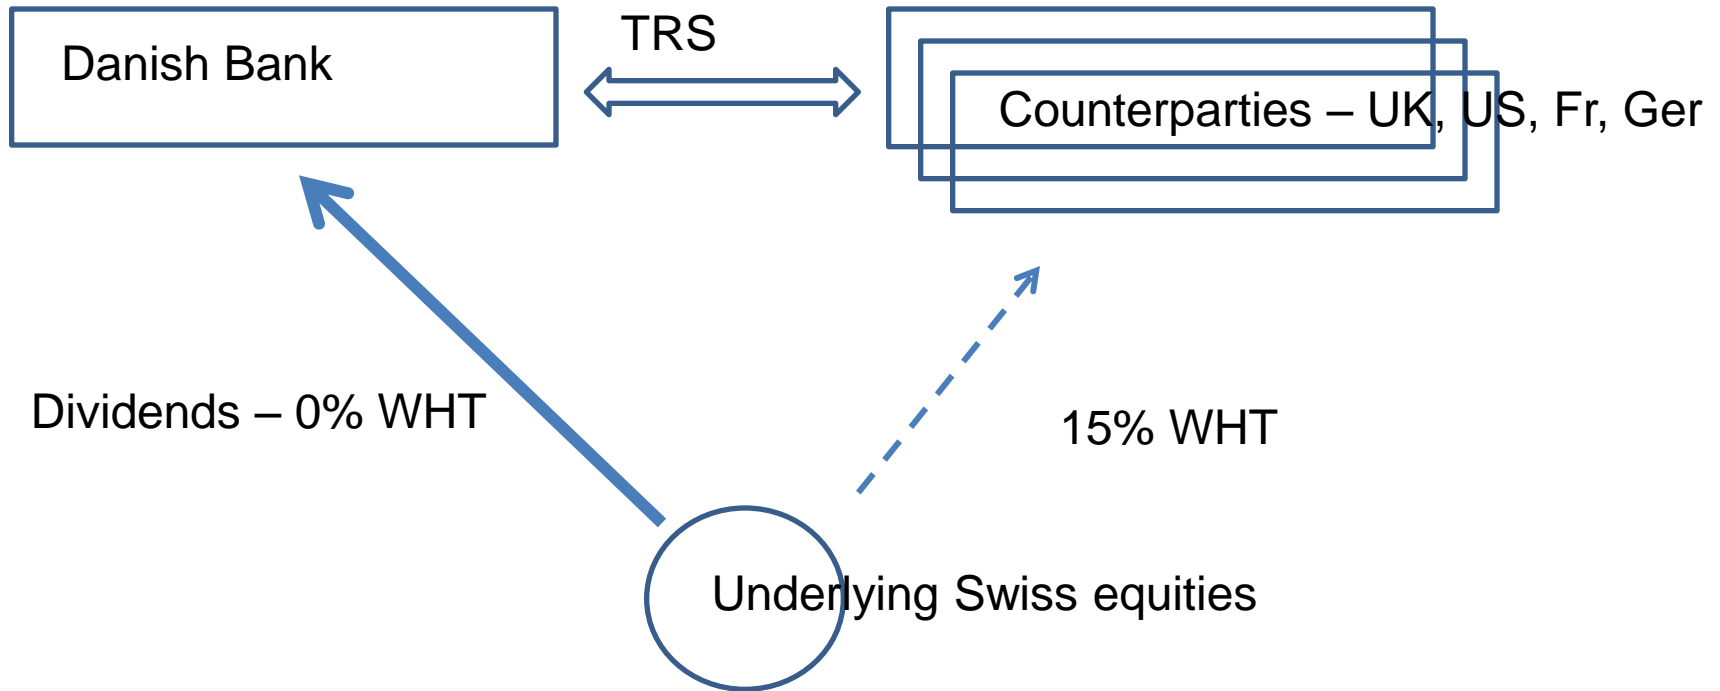 Danish Bank
TRS
Counterparties – UK, US, Fr, Ger
Dividends – 0% WHT
15% WHT
Underlying Swiss equities